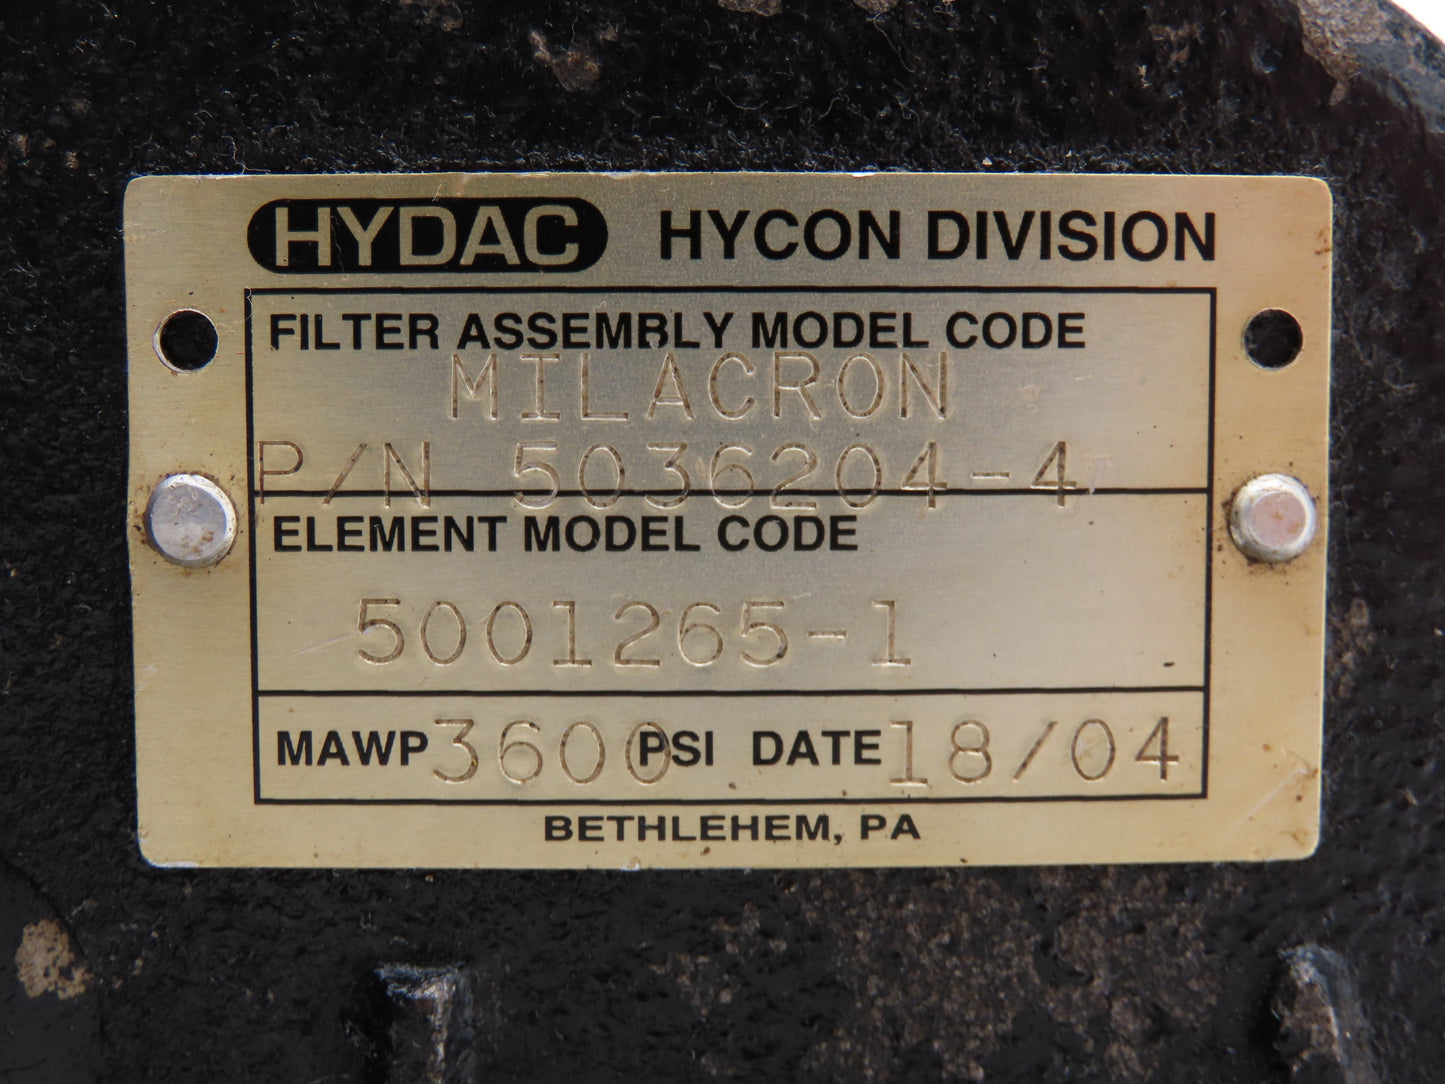 HYDAC HYCON DIVISION
FILTER ASSEMBLY MODEL CODE
MILACRON
P/N 5036204-4
ELEMENT MODEL CODE
5001265-1
MAWP 3600 PSI DATE 18/04
BETHLEHEM, PA